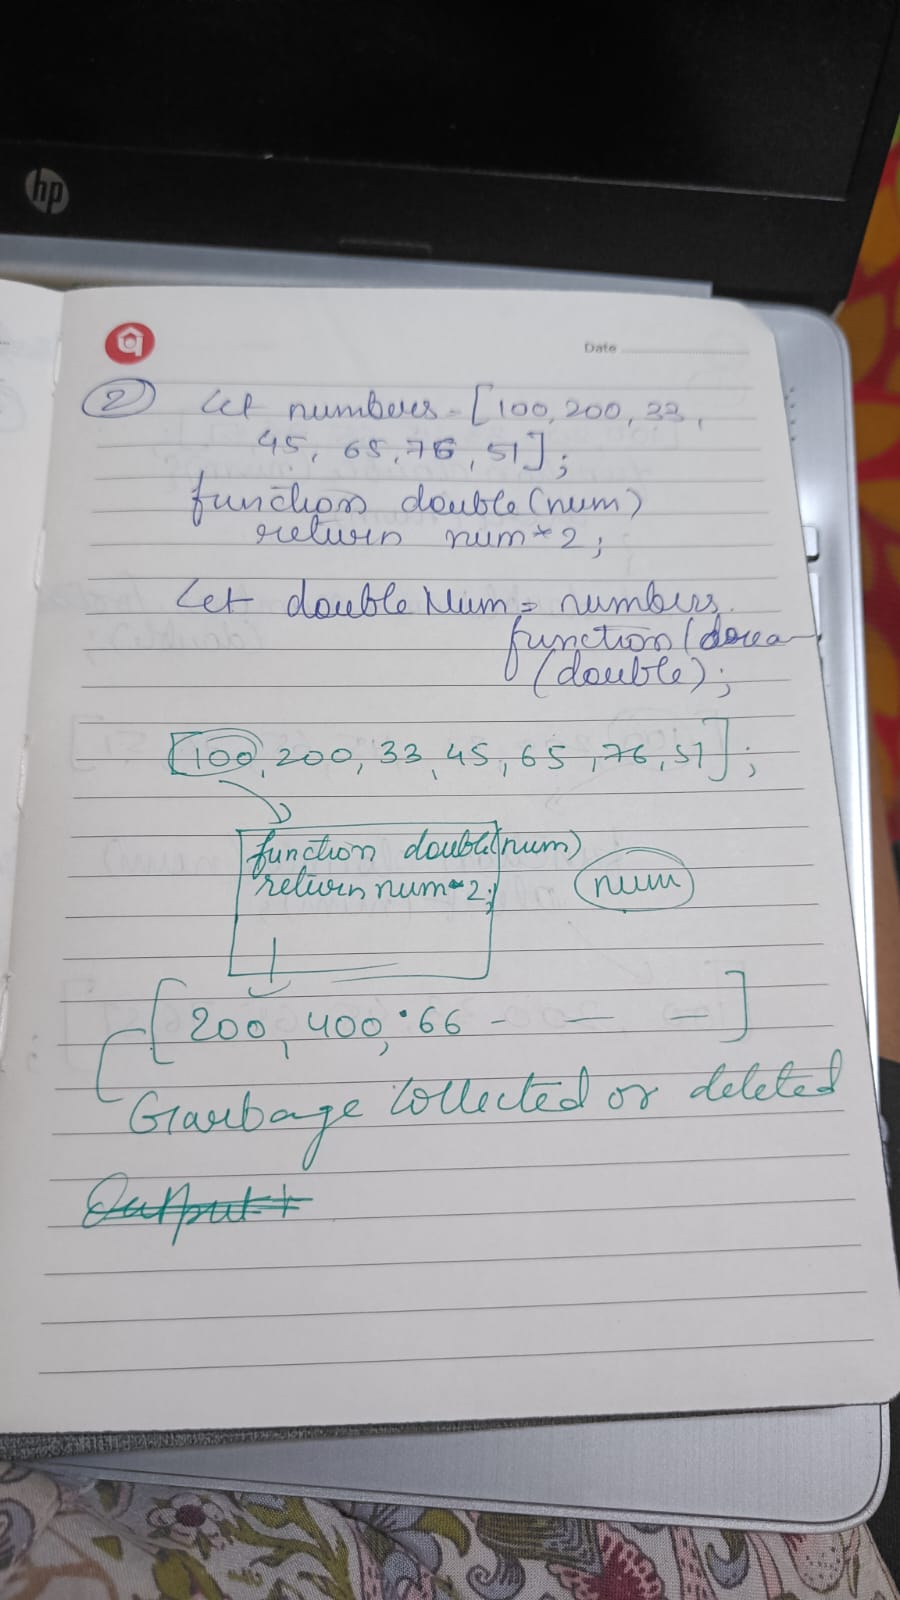 hp
Date
2 Let numbers = [100, 200, 33,
45, 65, 76, 51];
function double(num)
return num*2;
Let doubleNum = numbers.
function(
(double);
[100, 200, 33, 45, 65, 76, 51];
function double(num)
return num*2;
num
[200, 400, 66 - - -]
Garbage Collected or deleted
Output